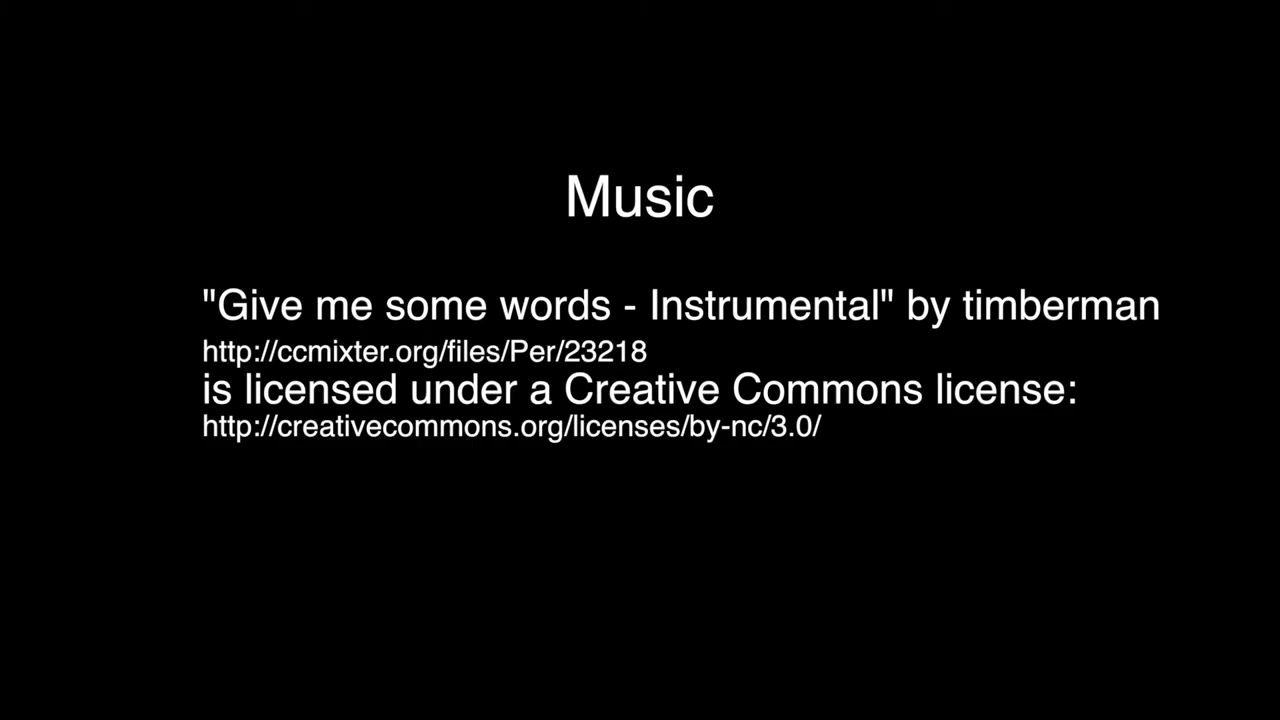 Music
"Give me some words - Instrumental" by timberman
http://ccmixter.org/files/Per/23218
is licensed under a Creative Commons license:
http://creativecommons.org/licenses/by-nc/3.0/